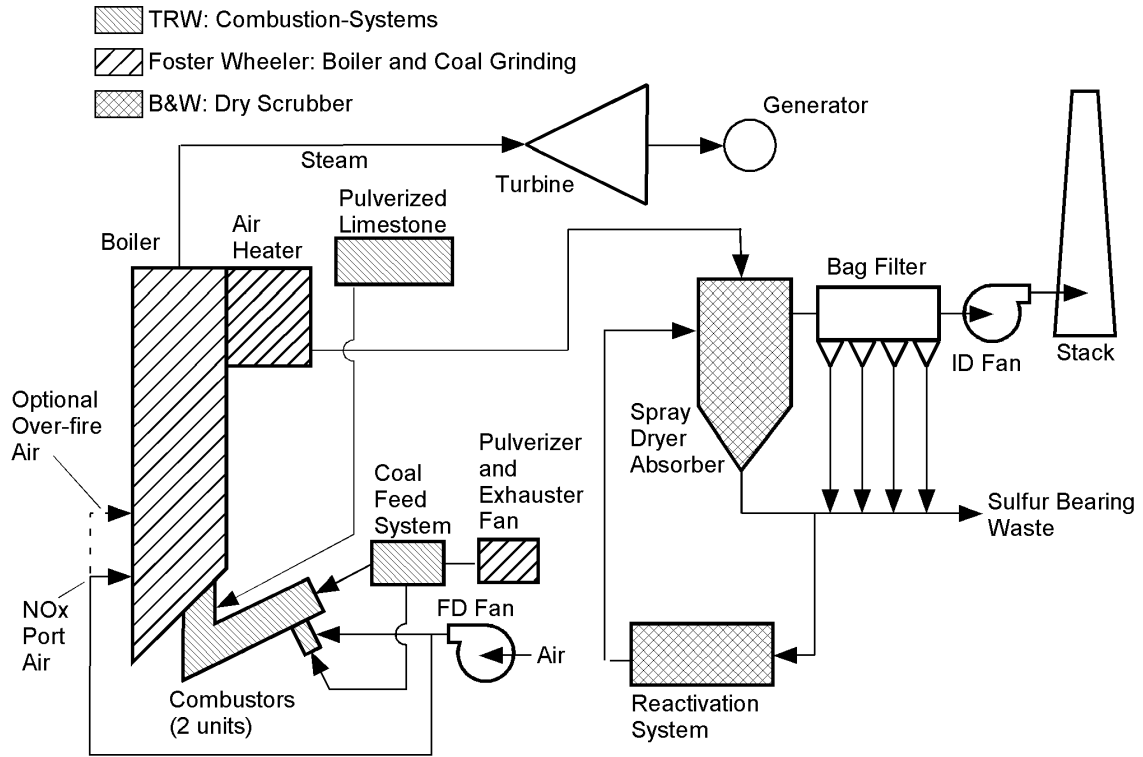 TRW: Combustion-Systems
Foster Wheeler: Boiler and Coal Grinding
B&W: Dry Scrubber
Generator
Steam
Turbine
Pulverized
Limestone
Air
Heater
Boiler
Bag Filter
ID Fan
Stack
Optional
Over-fire
Air
Spray
Dryer
Absorber
Pulverizer
and
Exhauster
Fan
Coal
Feed
System
Sulfur Bearing
Waste
NOx
Port
Air
FD Fan
Air
Combustors
(2 units)
Reactivation
System